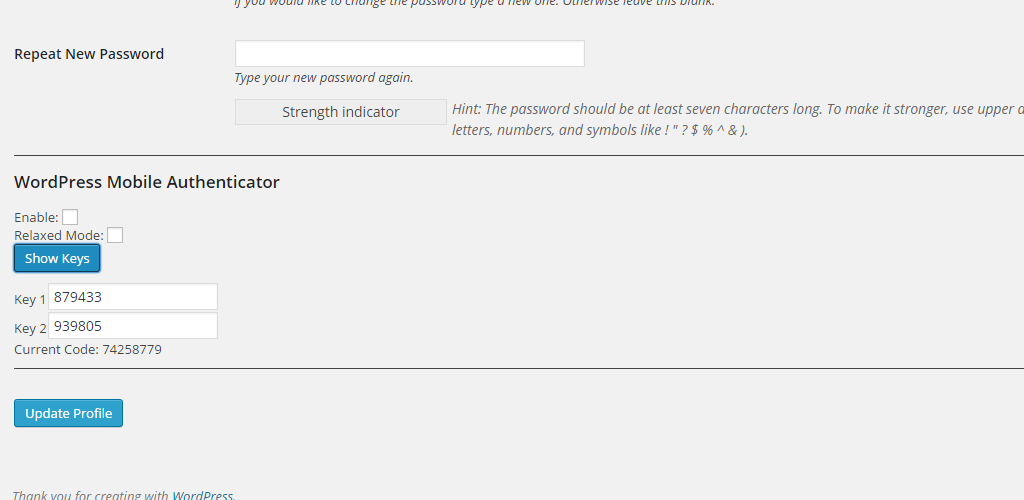 If you would like to change the password type a new one. Otherwise leave this blank.
Repeat New Password
Type your new password again.
Strength indicator
Hint: The password should be at least seven characters long. To make it stronger, use upper
letters, numbers, and symbols like ! " ? $ % ^ & ).
WordPress Mobile Authenticator
Enable:
Relaxed Mode:
Show Keys
Key 1 879433
Key 2 939805
Current Code: 74258779
Update Profile
Thank you for creating with WordPress.